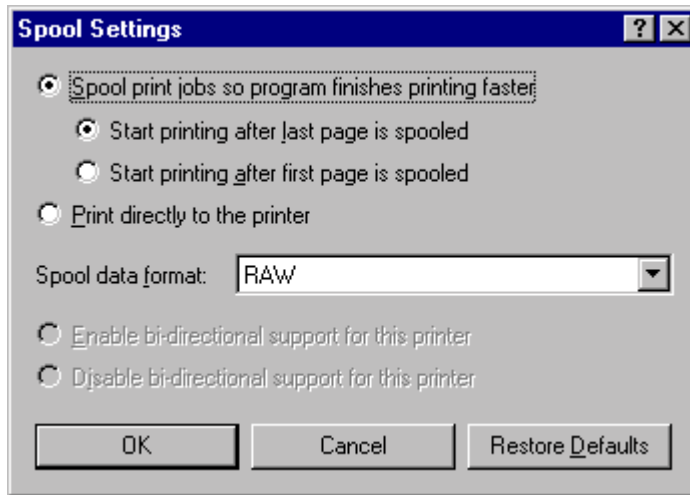 Spool Settings
Spool print jobs so program finishes printing faster
Start printing after last page is spooled
Start printing after first page is spooled
Print directly to the printer
Spool data format: RAW
Enable bi-directional support for this printer
Disable bi-directional support for this printer
OK Cancel Restore Defaults